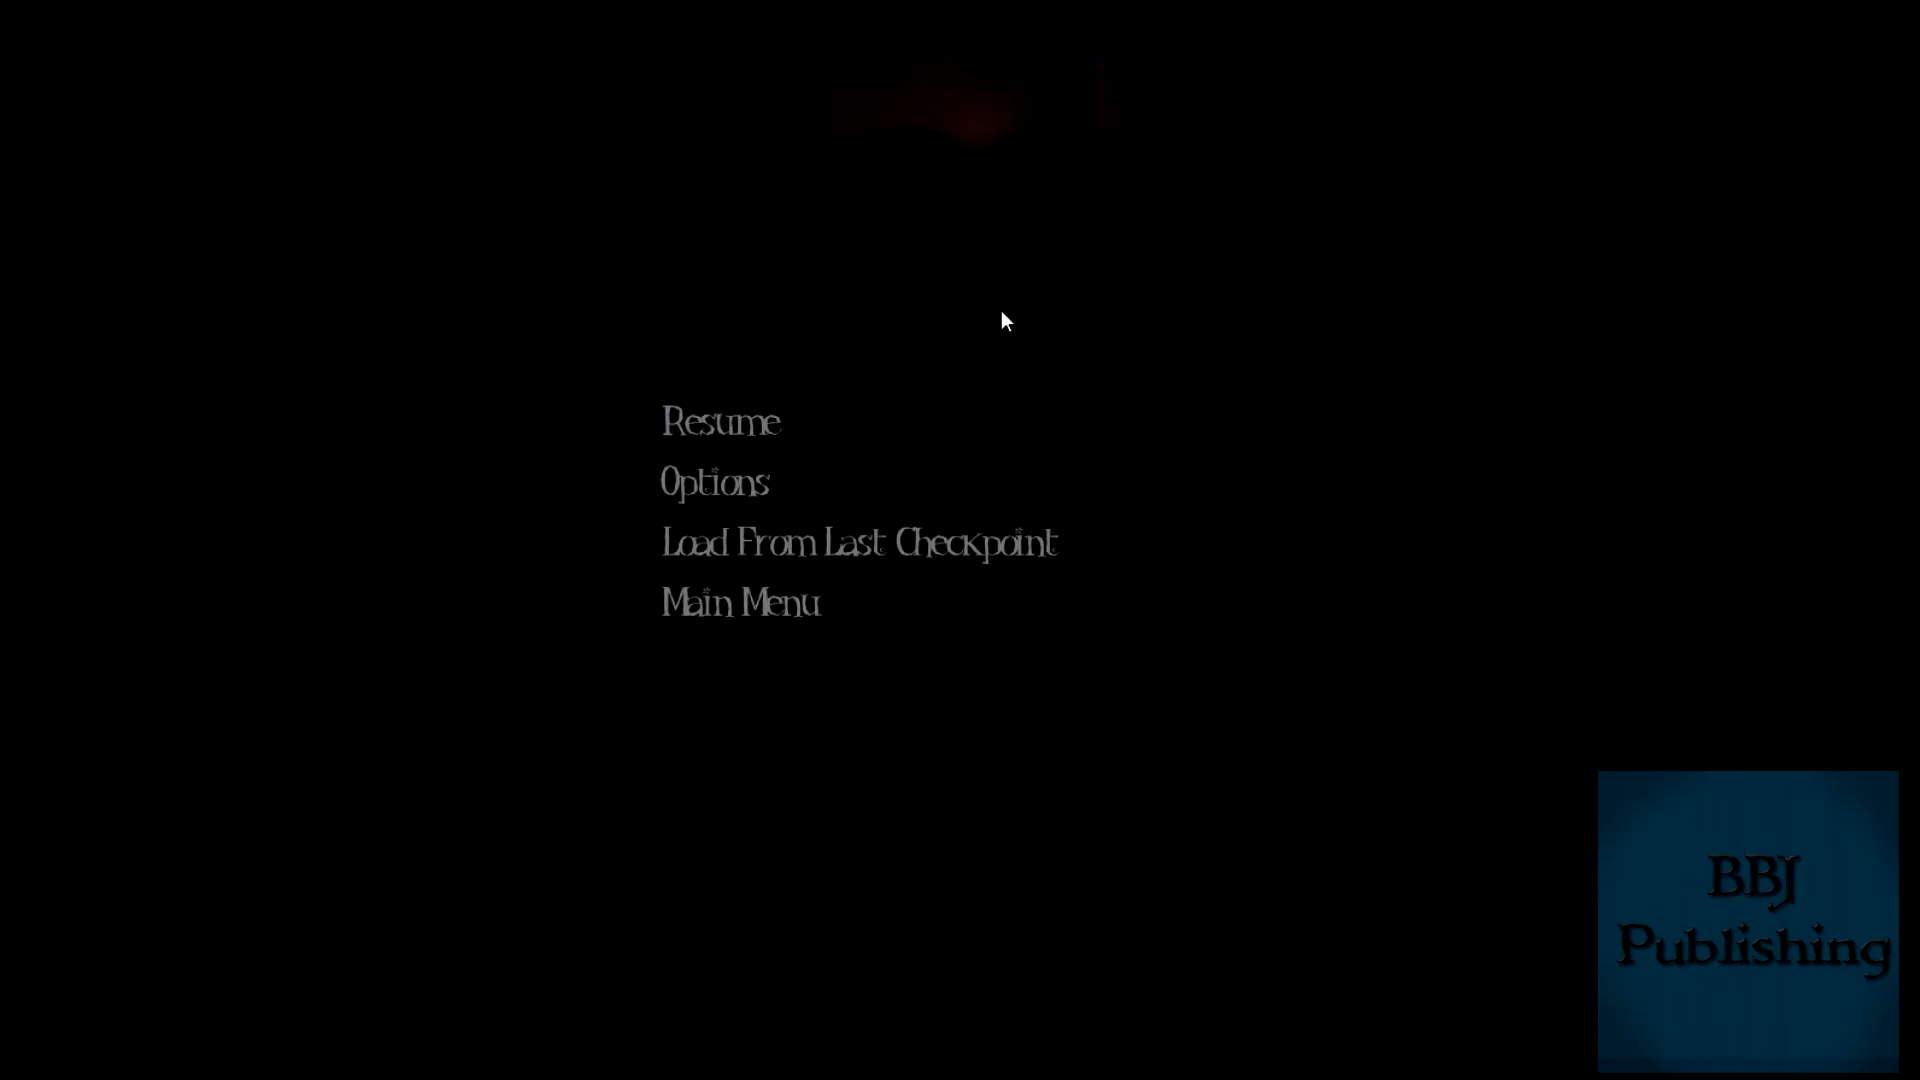 Resume
Options
Load From Last Checkpoint
Main Menu
BBJ
Publishing